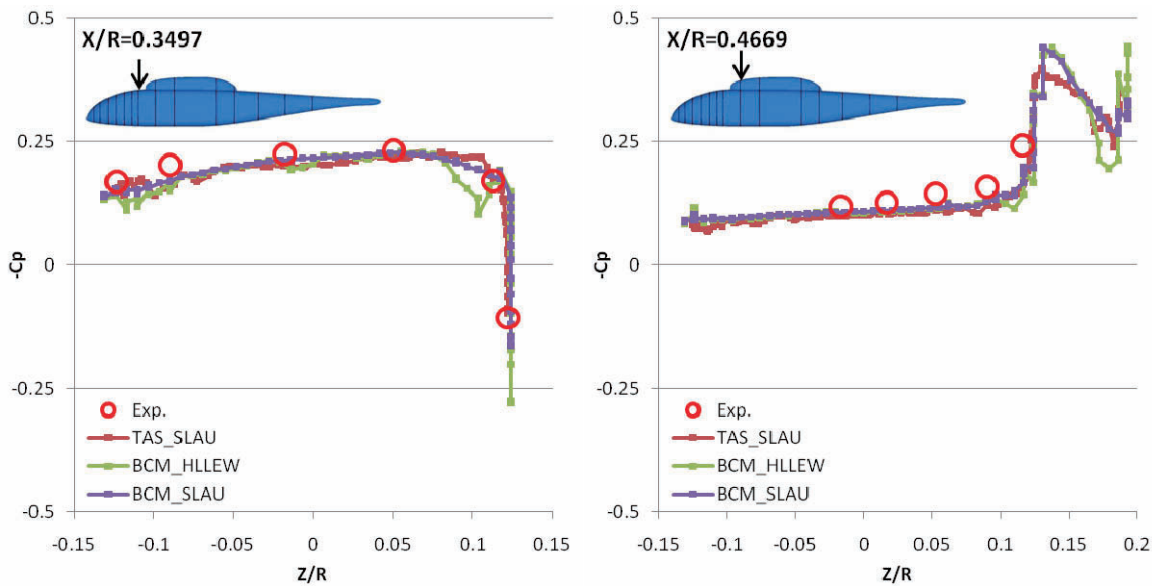 X/R=0.3497
0.5
0.25
0
-0.25
-0.5
-Cp
Exp.
TAS_SLAU
BCM_HLLEW
BCM_SLAU
-0.15
-0.1
-0.05
0
0.05
0.1
0.15
Z/R
X/R=0.4669
0.5
0.25
0
-0.25
-0.5
-Cp
Exp.
TAS_SLAU
BCM_HLLEW
BCM_SLAU
-0.15
-0.1
-0.05
0
0.05
0.1
0.15
0.2
Z/R